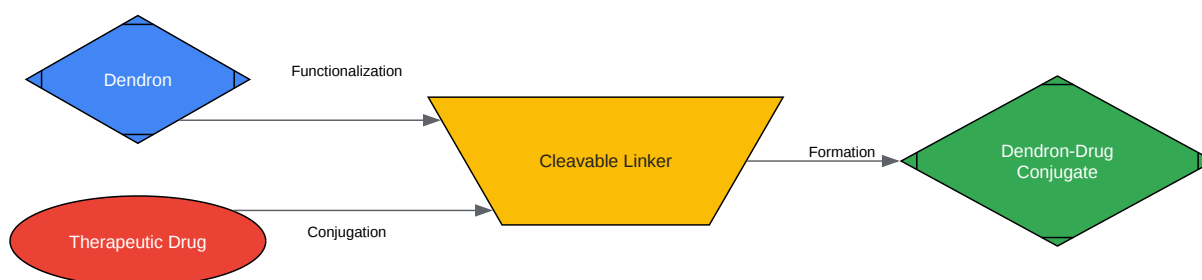 Dendron
Functionalization
Cleavable Linker
Formation
Dendron-Drug
Conjugate
Therapeutic Drug
Conjugation